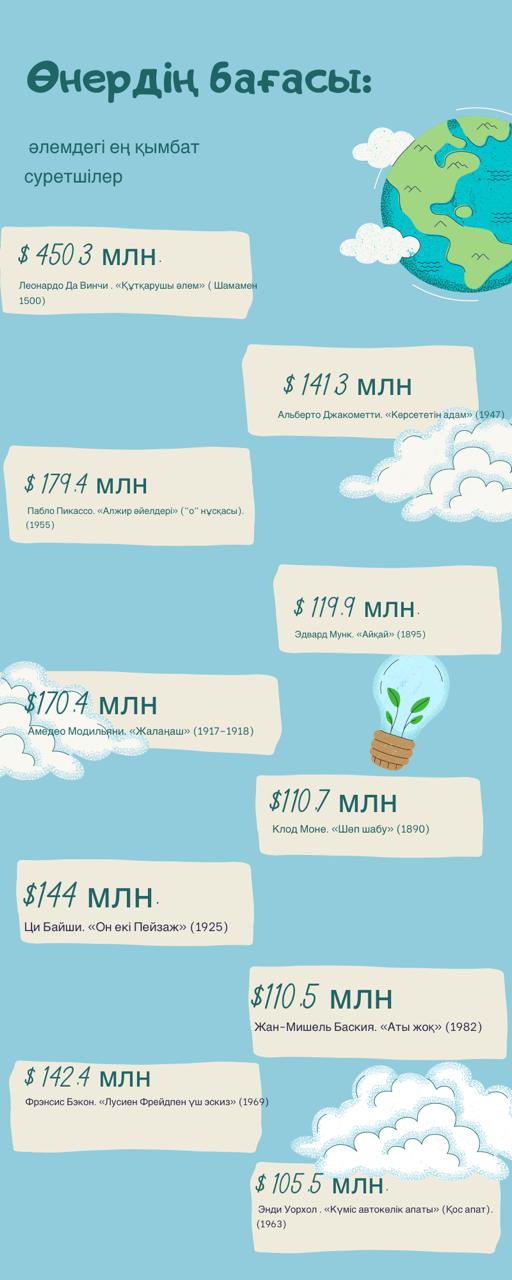 Өнердің бағасы:
әлемдегі ең қымбат
суретшілер
$ 450 3 млн.
Леонардо Да Винчи . «Құтқарушы әлем» ( Шамамен
1500)
$ 141 3 млн
Альберто Джакометти. «Көрсететін адам» (1947)
$ 179.4 млн
Пабло Пикассо. «Алжир әйелдері» ("о" нұсқасы).
(1955)
$ 119.9 млн.
Эдвард Мунк. «Айқай» (1895)
$170.4 млн
Амедео Модильяни. «Жалаңаш» (1917-1918)
$110.7 млн
Клод Моне. «Шөп шабу» (1890)
$144 млн.
Ци Байши. «Он екі Пейзаж» (1925)
$110 .5 млн
Жан-Мишель Баския. «Аты жоқ» (1982)
$ 142.4 млн
Фрэнсис Бэкон. «Лусиен Фрейдпен үш эскиз» (1969)
$ 105 5 млн.
Энди Уорхол . «Күміс автокөлік апаты» (Қос апат).
(1963)